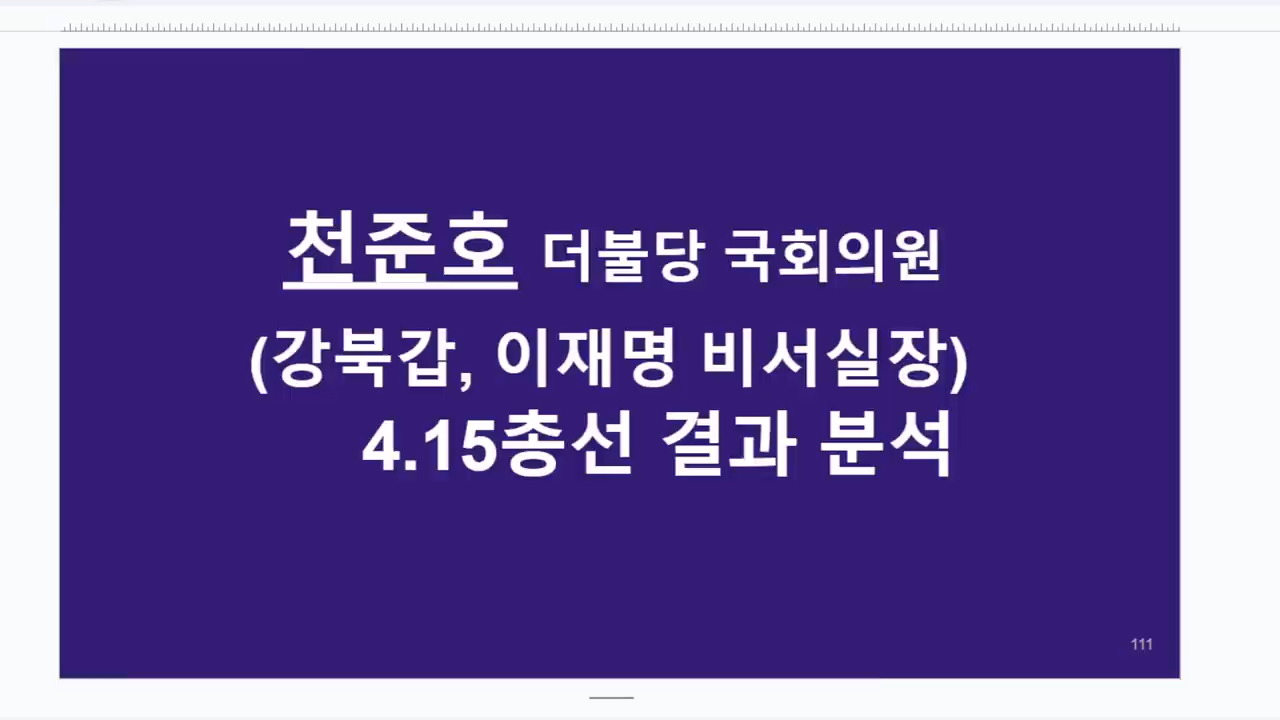 천준호 더불당 국회의원
(강북갑, 이재명 비서실장)
4.15총선 결과 분석
111